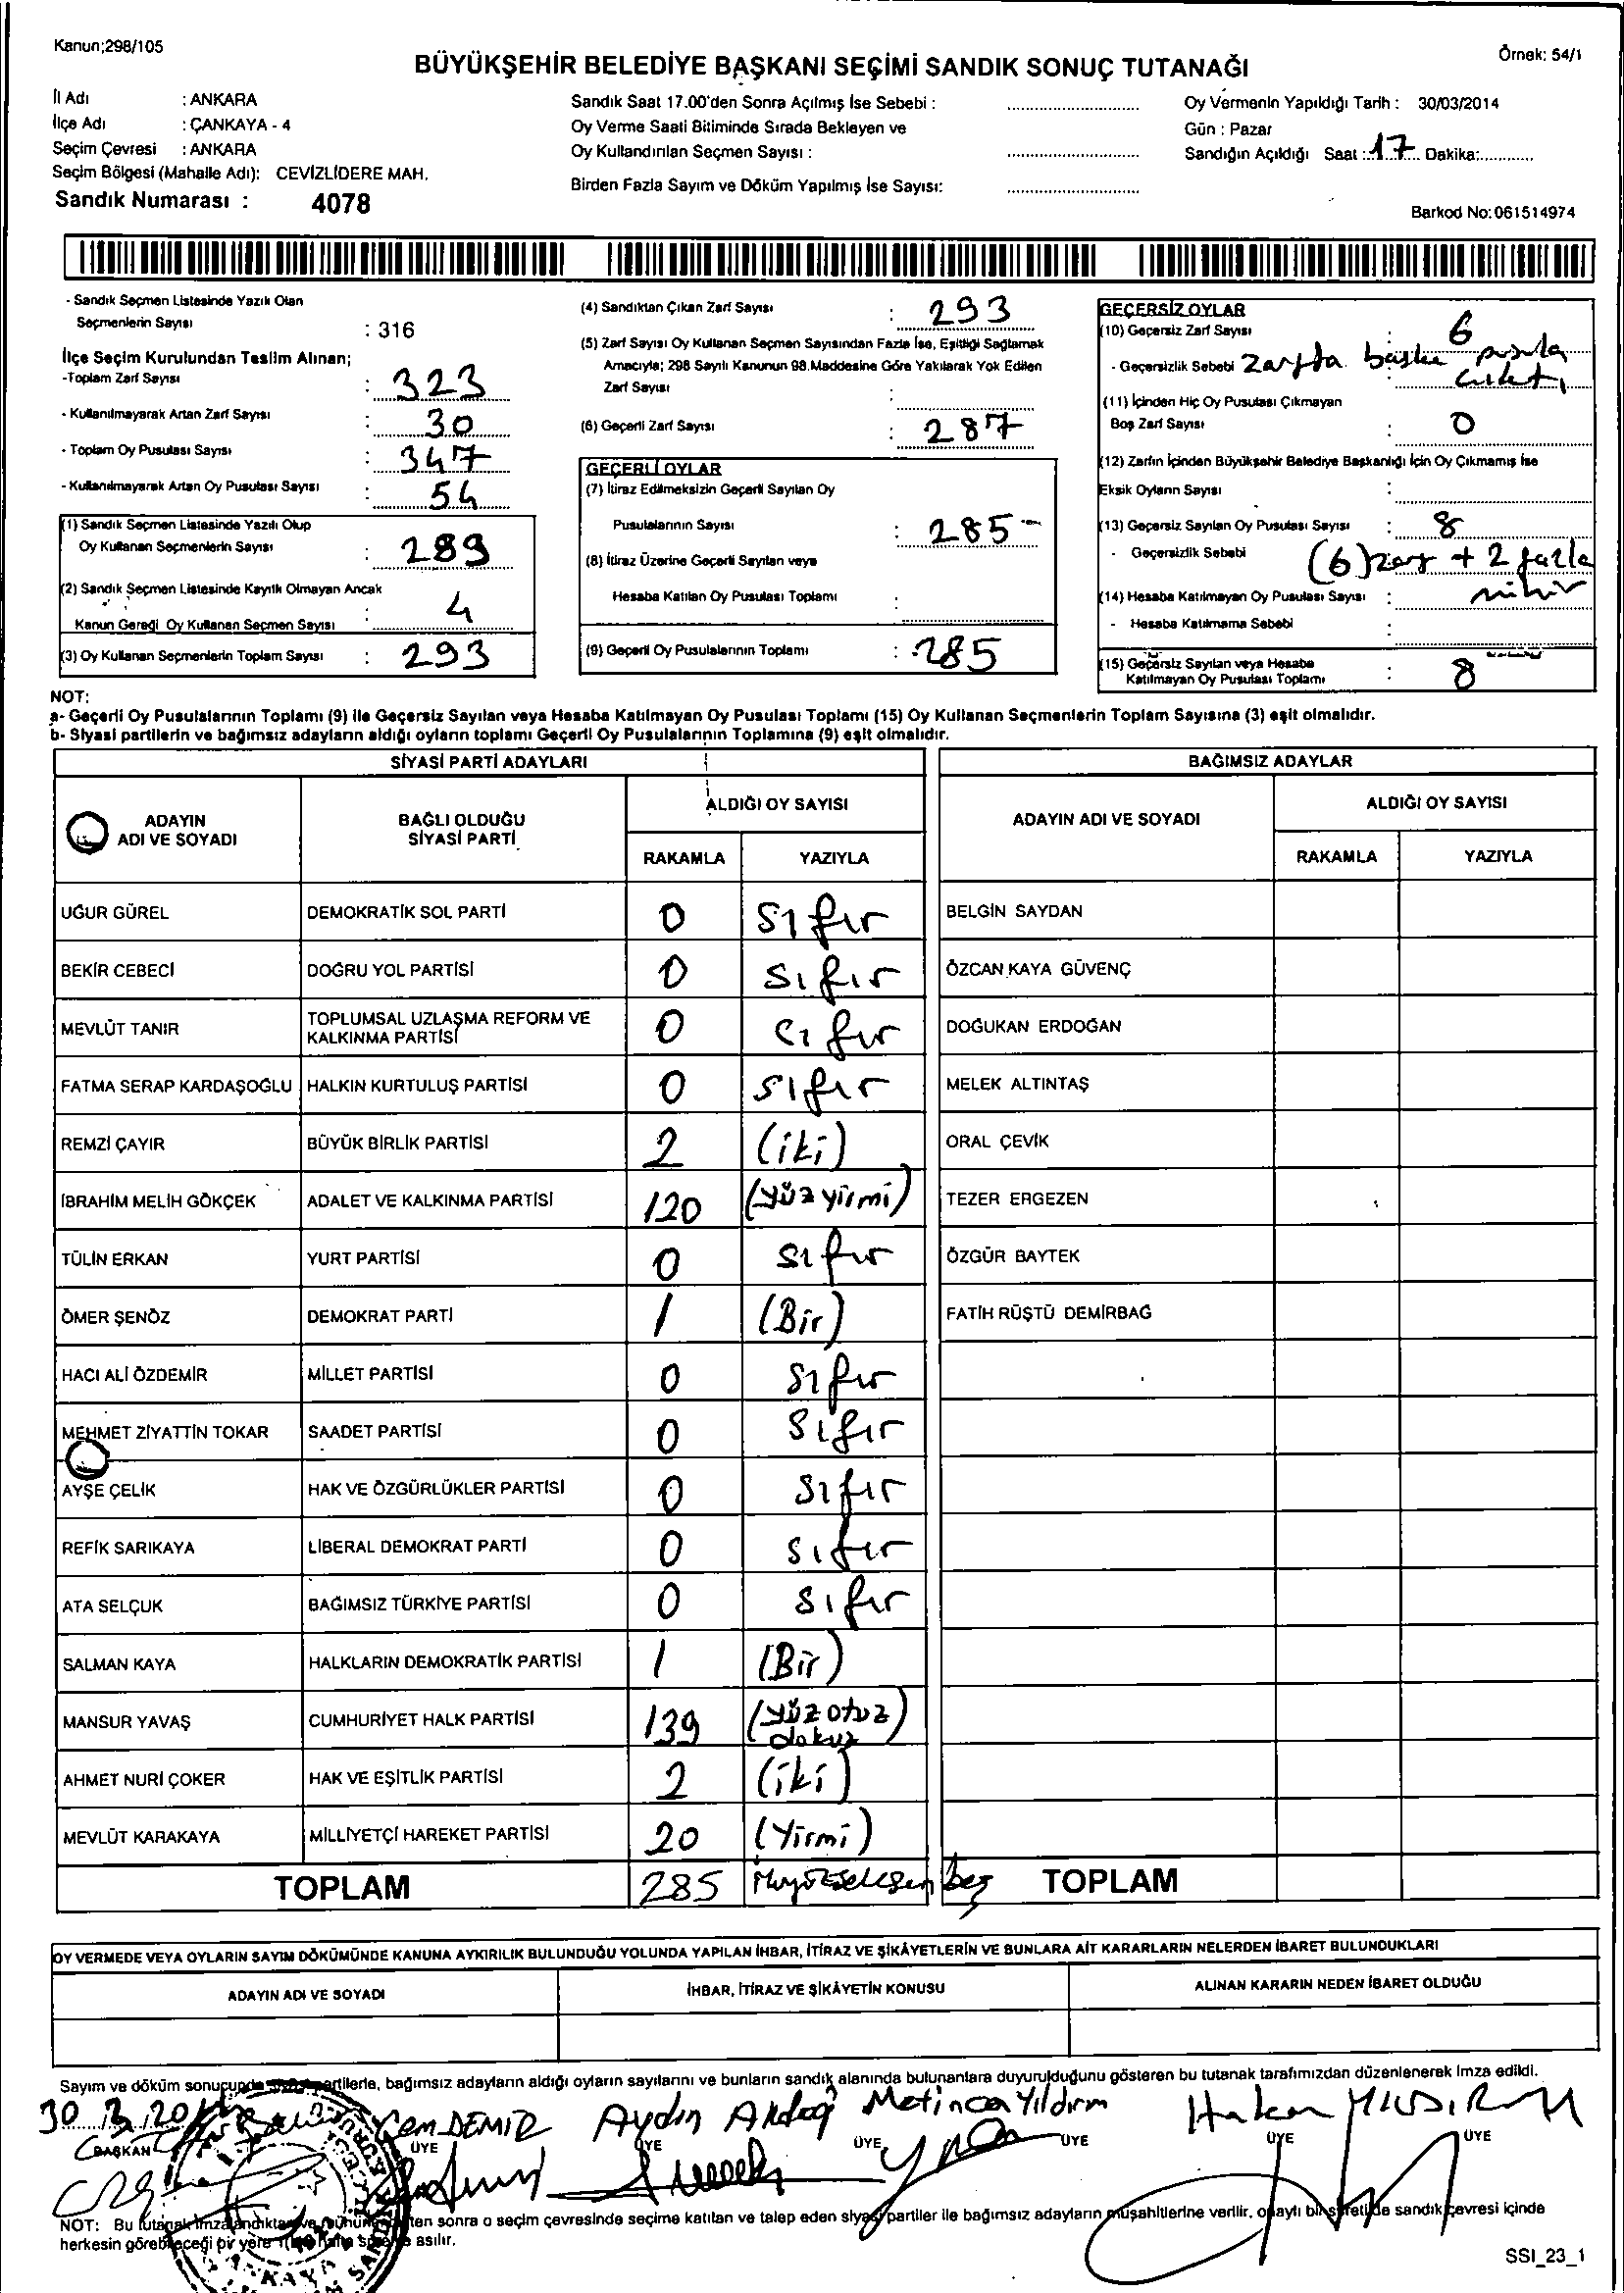 Kanun;298/105
Örnek: 54/1
BÜYÜKŞEHİR BELEDİYE BAŞKANI SEÇİMİ SANDIK SONUÇ TUTANAĞI
İl Adı : ANKARA
İlçe Adı : ÇANKAYA - 4
Seçim Çevresi : ANKARA
Seçim Bölgesi (Mahalle Adı): CEVİZLİDERE MAH.
Sandık Numarası : 4078
Sandık Saat 17.00'den Sonra Açılmış İse Sebebi :
Oy Verme Saati Bitiminde Sırada Bekleyen ve
Oy Kullandırılan Seçmen Sayısı :
Birden Fazla Sayım ve Döküm Yapılmış İse Sayısı:
Oy Vermenin Yapıldığı Tarih : 30/03/2014
Gün : Pazar
Sandığın Açıldığı Saat : 17 Dakika:
Barkod No:061514974
- Sandık Seçmen Listesinde Yazılı Olan
Seçmenlerin Sayısı : 316
İlçe Seçim Kurulundan Teslim Alınan;
-Toplam Zarf Sayısı : 323
- Kullanılmayarak Artan Zarf Sayısı : 30
- Toplam Oy Pusulası Sayısı : 347
- Kullanılmayarak Artan Oy Pusulası Sayısı : 54
(1) Sandık Seçmen Listesinde Yazılı Olup
Oy Kullanan Seçmenlerin Sayısı : 289
(2) Sandık Seçmen Listesinde Kayıtlı Olmayan Ancak
Kanun Gereği Oy Kullanan Seçmen Sayısı : 4
(3) Oy Kullanan Seçmenlerin Toplam Sayısı : 293
(4) Sandıktan Çıkan Zarf Sayısı : 293
(5) Zarf Sayısı Oy Kullanan Seçmen Sayısından Fazla İse, Eşitliği Sağlamak
Amacıyla; 298 Sayılı Kanunun 98.Maddesine Göre Yakılarak Yok Edilen
Zarf Sayısı :
(6) Geçerli Zarf Sayısı : 287
GEÇERLİ OYLAR
(7) İtiraz Edilmeksizin Geçerli Sayılan Oy
Pusulalarının Sayısı : 285
(8) İtiraz Üzerine Geçerli Sayılan veya
Hesaba Katılan Oy Pusulası Toplamı :
(9) Geçerli Oy Pusulalarının Toplamı : 285
GEÇERSİZ OYLAR
(10) Geçersiz Zarf Sayısı : 6
- Geçersizlik Sebebi : zarfta başka pusula
çıktı
(11) İçinden Hiç Oy Pusulası Çıkmayan
Boş Zarf Sayısı : 0
(12) Zarfın İçinden Büyükşehir Belediye Başkanlığı İçin Oy Çıkmamış İse
Eksik Oyların Sayısı :
(13) Geçersiz Sayılan Oy Pusulası Sayısı : 8
- Geçersizlik Sebebi (6) zarf + 2 fazla
mühür
(14) Hesaba Katılmayan Oy Pusulası Sayısı :
- Hesaba Katılmama Sebebi :
(15) Geçersiz Sayılan veya Hesaba
Katılmayan Oy Pusulası Toplamı : 8
NOT:
a- Geçerli Oy Pusulalarının Toplamı (9) ile Geçersiz Sayılan veya Hesaba Katılmayan Oy Pusulası Toplamı (15) Oy Kullanan Seçmenlerin Toplam Sayısına (3) eşit olmalıdır.
b- Siyasi partilerin ve bağımsız adayların aldığı oyların toplamı Geçerli Oy Pusulalarının Toplamına (9) eşit olmalıdır.
SİYASİ PARTİ ADAYLARI
ADAYIN ADI VE SOYADI BAĞLI OLDUĞU SİYASİ PARTİ ALDIĞI OY SAYISI
RAKAMLA YAZIYLA
UĞUR GÜREL DEMOKRATİK SOL PARTİ 0 sıfır
BEKİR CEBECİ DOĞRU YOL PARTİSİ 0 sıfır
MEVLÜT TANIR TOPLUMSAL UZLAŞMA REFORM VE KALKINMA PARTİSİ 0 sıfır
FATMA SERAP KARDAŞOĞLU HALKIN KURTULUŞ PARTİSİ 0 sıfır
REMZİ ÇAYIR BÜYÜK BİRLİK PARTİSİ 2 (iki)
İBRAHİM MELİH GÖKÇEK ADALET VE KALKINMA PARTİSİ 120 (yüz yirmi)
TÜLİN ERKAN YURT PARTİSİ 0 sıfır
ÖMER ŞENÖZ DEMOKRAT PARTİ 1 (Bir)
HACI ALİ ÖZDEMİR MİLLET PARTİSİ 0 sıfır
MEHMET ZİYATTİN TOKAR SAADET PARTİSİ 0 sıfır
AYŞE ÇELİK HAK VE ÖZGÜRLÜKLER PARTİSİ 0 sıfır
REFİK SARIKAYA LİBERAL DEMOKRAT PARTİ 0 sıfır
ATA SELÇUK BAĞIMSIZ TÜRKİYE PARTİSİ 0 sıfır
SALMAN KAYA HALKLARIN DEMOKRATİK PARTİSİ 1 (Bir)
MANSUR YAVAŞ CUMHURİYET HALK PARTİSİ 139 (yüz otuz dokuz)
AHMET NURİ ÇOKER HAK VE EŞİTLİK PARTİSİ 2 (iki)
MEVLÜT KARAKAYA MİLLİYETÇİ HAREKET PARTİSİ 20 (Yirmi)
TOPLAM 285
BAĞIMSIZ ADAYLAR
ADAYIN ADI VE SOYADI ALDIĞI OY SAYISI
RAKAMLA YAZIYLA
BELGİN SAYDAN
ÖZCAN KAYA GÜVENÇ
DOĞUKAN ERDOĞAN
MELEK ALTINTAŞ
ORAL ÇEVİK
TEZER ERGEZEN
ÖZGÜR BAYTEK
FATİH RÜŞTÜ DEMİRBAĞ
TOPLAM
OY VERMEDE VEYA OYLARIN SAYIM DÖKÜMÜNDE KANUNA AYKIRILIK BULUNDUĞU YOLUNDA YAPILAN İHBAR, İTİRAZ VE ŞİKÂYETLERİN VE BUNLARA AİT KARARLARIN NELERDEN İBARET BULUNDUKLARI
ADAYIN ADI VE SOYADI İHBAR, İTİRAZ VE ŞİKÂYETİN KONUSU ALINAN KARARIN NEDEN İBARET OLDUĞU
Sayım ve döküm sonucunda partilerle, bağımsız adayların aldığı oyların sayılarını ve bunların sandık alanında bulunanlara duyurulduğunu gösteren bu tutanak tarafımızdan düzenlenerek imza edildi.
Cem DEMİR Aydın Akdağ Metincan Yıldırım Hakan YILDIRIM
BAŞKAN ÜYE ÜYE ÜYE ÜYE ÜYE ÜYE
NOT: Bu tutanak imzalandıktan ve sonra o seçim çevresinde seçime katılan ve talep eden siyasi partiler ile bağımsız adayların müşahitlerine verilir, onaylı bir sureti de sandık çevresi içinde
herkesin görebileceği bir yere asılır.
SSI_23_1